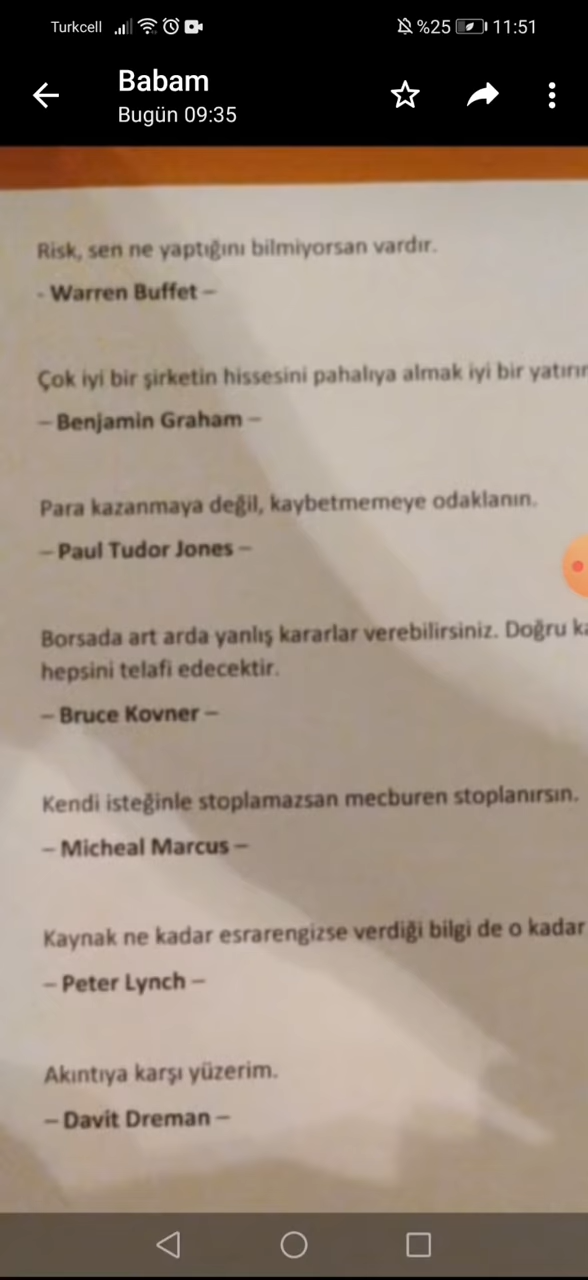 Turkcell %25 11:51
Babam
Bugün 09:35
Risk, sen ne yaptığını bilmiyorsan vardır.
- Warren Buffet –
Çok iyi bir şirketin hissesini pahalıya almak iyi bir
– Benjamin Graham –
Para kazanmaya değil, kaybetmemeye odaklanın.
– Paul Tudor Jones –
Borsada art arda yanlış kararlar verebilirsiniz. Doğru
hepsini telafi edecektir.
– Bruce Kovner –
Kendi isteğinle stoplamazsan mecburen stoplanırsın.
– Micheal Marcus –
Kaynak ne kadar esrarengizse verdiği bilgi de o kadar
– Peter Lynch –
Akıntıya karşı yüzerim.
– Davit Dreman –